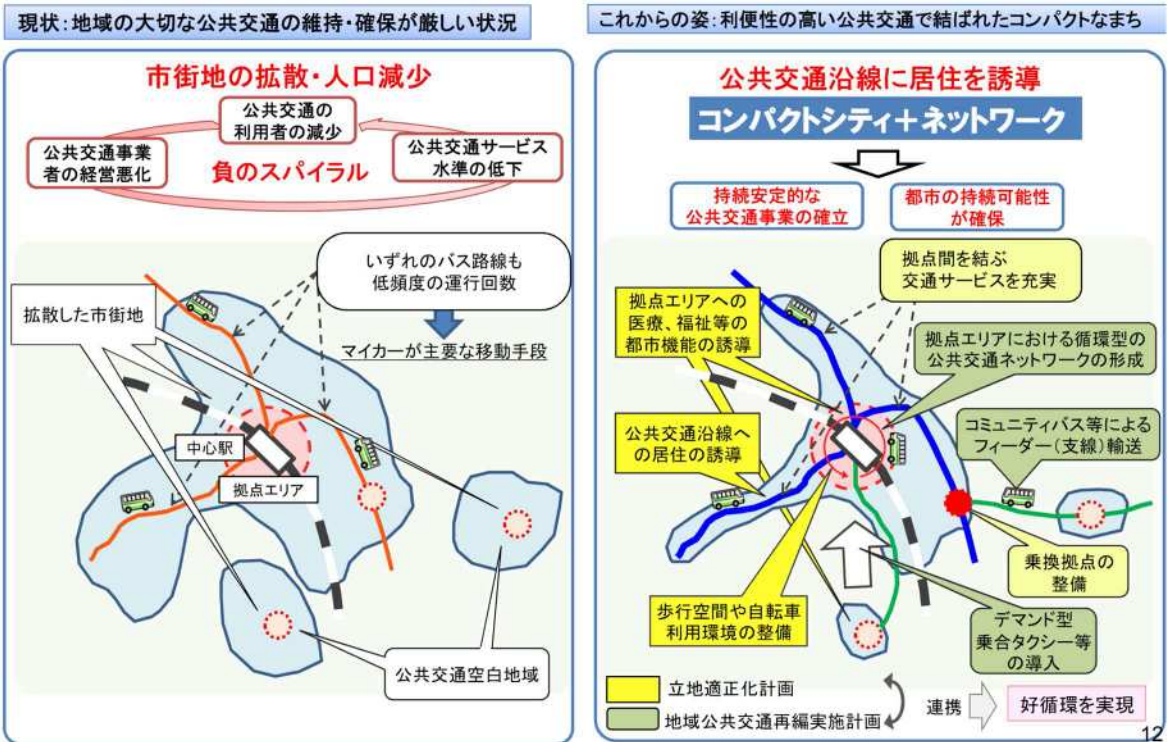 現状:地域の大切な公共交通の維持・確保が厳しい状況
市街地の拡散・人口減少
公共交通の
利用者の減少
公共交通事業
者の経営悪化
負のスパイラル
公共交通サービス
水準の低下
いずれのバス路線も
低頻度の運行回数
マイカーが主要な移動手段
拡散した市街地
中心駅
拠点エリア
公共交通空白地域
これからの姿:利便性の高い公共交通で結ばれたコンパクトなまち
公共交通沿線に居住を誘導
コンパクトシティ+ネットワーク
持続安定的な
公共交通事業の確立
都市の持続可能性
が確保
拠点間を結ぶ
交通サービスを充実
拠点エリアへの
医療、福祉等の
都市機能の誘導
拠点エリアにおける循環型の
公共交通ネットワークの形成
公共交通沿線へ
の居住の誘導
コミュニティバス等による
フィーダー(支線)輸送
乗換拠点の
整備
歩行空間や自転車
利用環境の整備
デマンド型
乗合タクシー等
の導入
立地適正化計画
地域公共交通再編実施計画
連携
好循環を実現
12